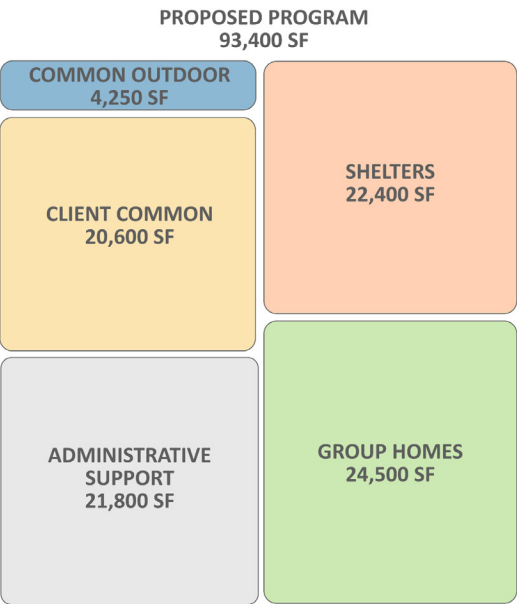 PROPOSED PROGRAM
93,400 SF
COMMON OUTDOOR
4,250 SF
CLIENT COMMON
20,600 SF
ADMINISTRATIVE
SUPPORT
21,800 SF
SHELTERS
22,400 SF
GROUP HOMES
24,500 SF